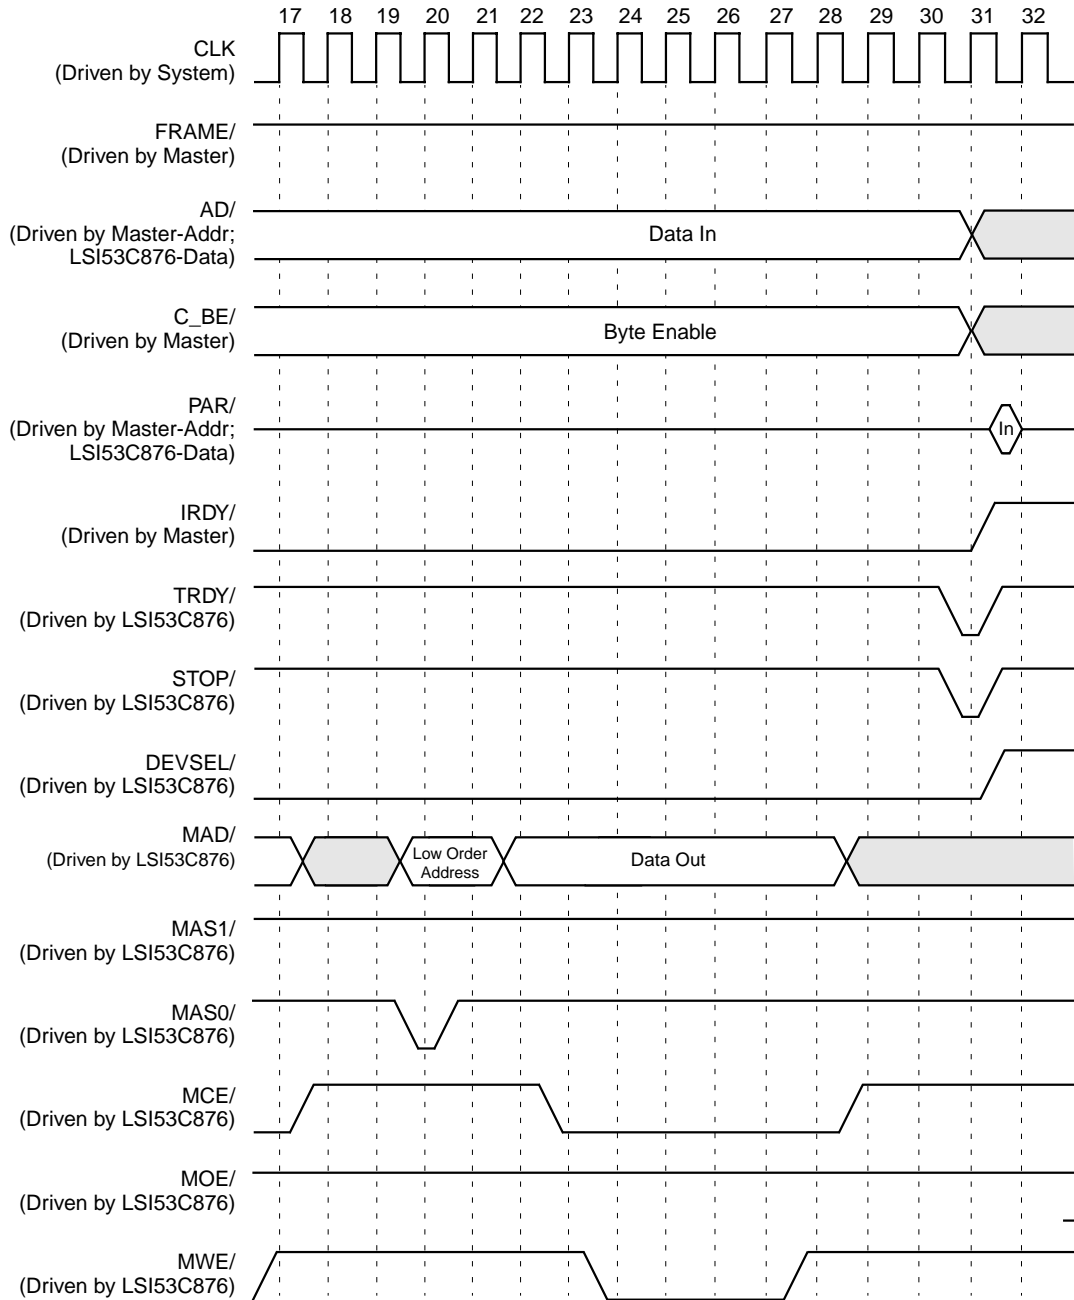 17 18 19 20 21 22 23 24 25 26 27 28 29 30 31 32
CLK
(Driven by System)
FRAME/
(Driven by Master)
AD/
(Driven by Master-Addr;
LSI53C876-Data)
Data In
C_BE/
(Driven by Master)
Byte Enable
PAR/
(Driven by Master-Addr;
LSI53C876-Data)
In
IRDY/
(Driven by Master)
TRDY/
(Driven by LSI53C876)
STOP/
(Driven by LSI53C876)
DEVSEL/
(Driven by LSI53C876)
MAD/
(Driven by LSI53C876)
Low Order
Address
Data Out
MAS1/
(Driven by LSI53C876)
MAS0/
(Driven by LSI53C876)
MCE/
(Driven by LSI53C876)
MOE/
(Driven by LSI53C876)
MWE/
(Driven by LSI53C876)